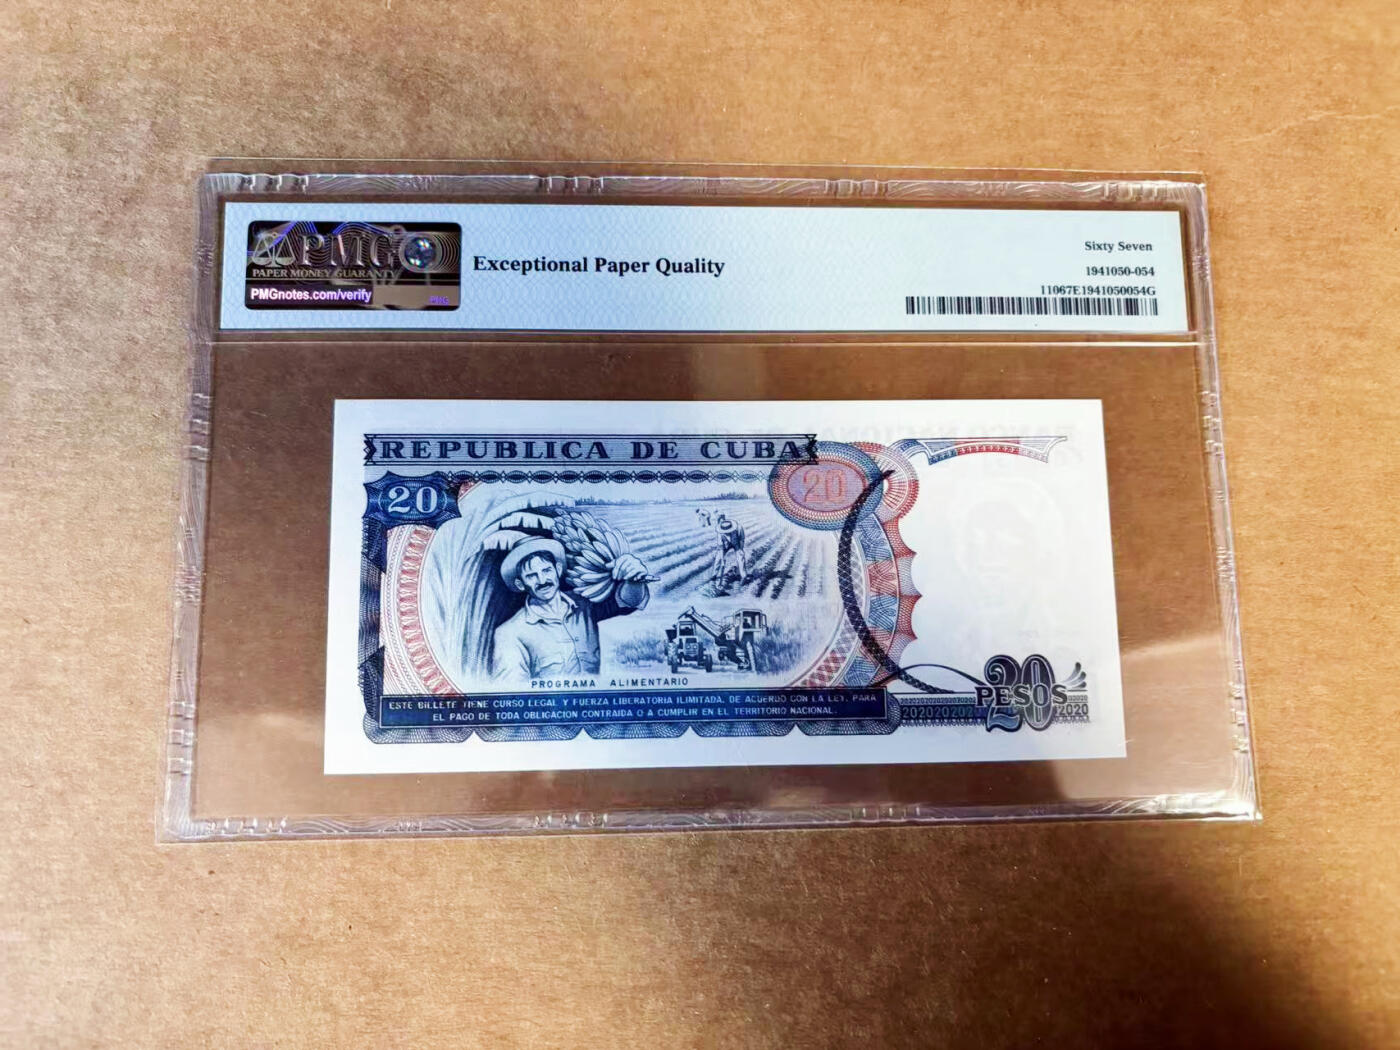 PMG
PAPER MONEY GUARANTY
PMGnotes.com/verify
Exceptional Paper Quality
Sixty Seven
1941050-054
11067E1941050054G
REPUBLICA DE CUBA
20
20
PROGRAMA ALIMENTARIO
ESTE BILLETE TIENE CURSO LEGAL Y FUERZA LIBERATORIA ILIMITADA, DE ACUERDO CON LA LEY, PARA
EL PAGO DE TODA OBLIGACION CONTRAIDA O A CUMPLIR EN EL TERRITORIO NACIONAL.
20
PESOS